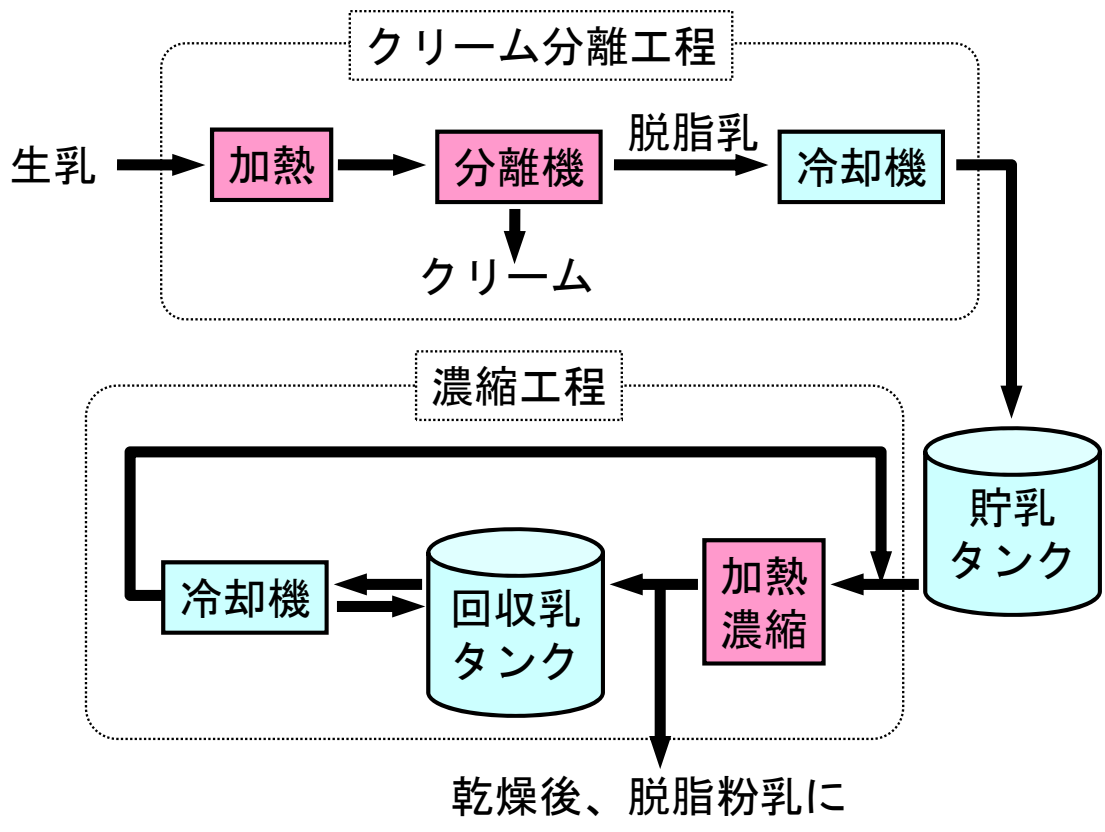 クリーム分離工程
生乳
加熱
分離機
脱脂乳
冷却機
クリーム
濃縮工程
貯乳
タンク
加熱
濃縮
回収乳
タンク
冷却機
乾燥後、脱脂粉乳に